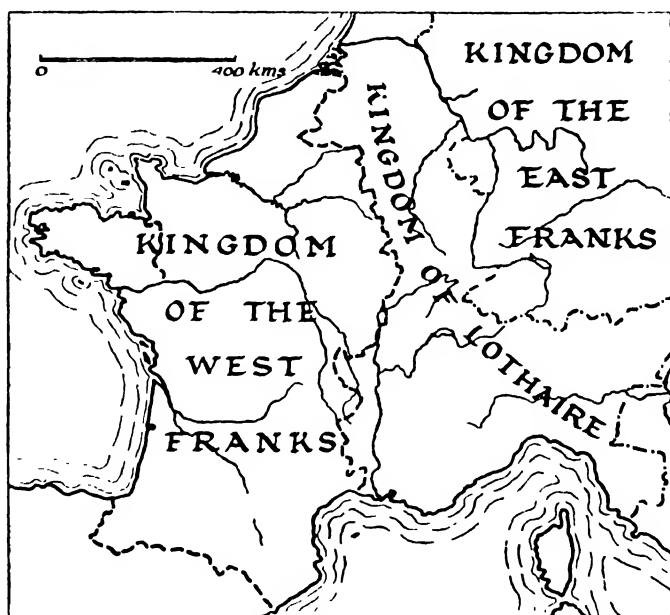 0 400 kms
KINGDOM
OF THE
EAST
FRANKS
KINGDOM OF LOTHAIRE
KINGDOM
OF THE
WEST
FRANKS